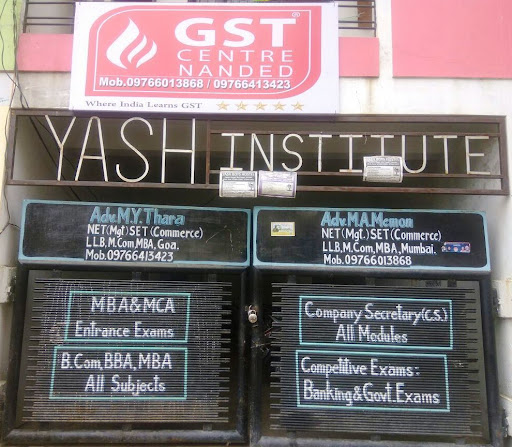 GST®
CENTRE
NANDED
Mob.09766013868 / 09766413423
Where India Learns GST
YASH INSTITUTE
Adv.M.Y.Thara
NET(Mgt) SET (Commerce)
LLB, M.Com, MBA, Goa.
Mob.09766413423
Adv.M.A.Memon
NET(Mgt) SET (Commerce)
LLB, M.Com, MBA, Mumbai.
Mob.09766013868
MBA & MCA
Entrance Exams
B.Com, BBA, MBA
All Subjects
Company Secretary (C.S.)
All Modules
Competitive Exams:
Banking & Govt. Exams